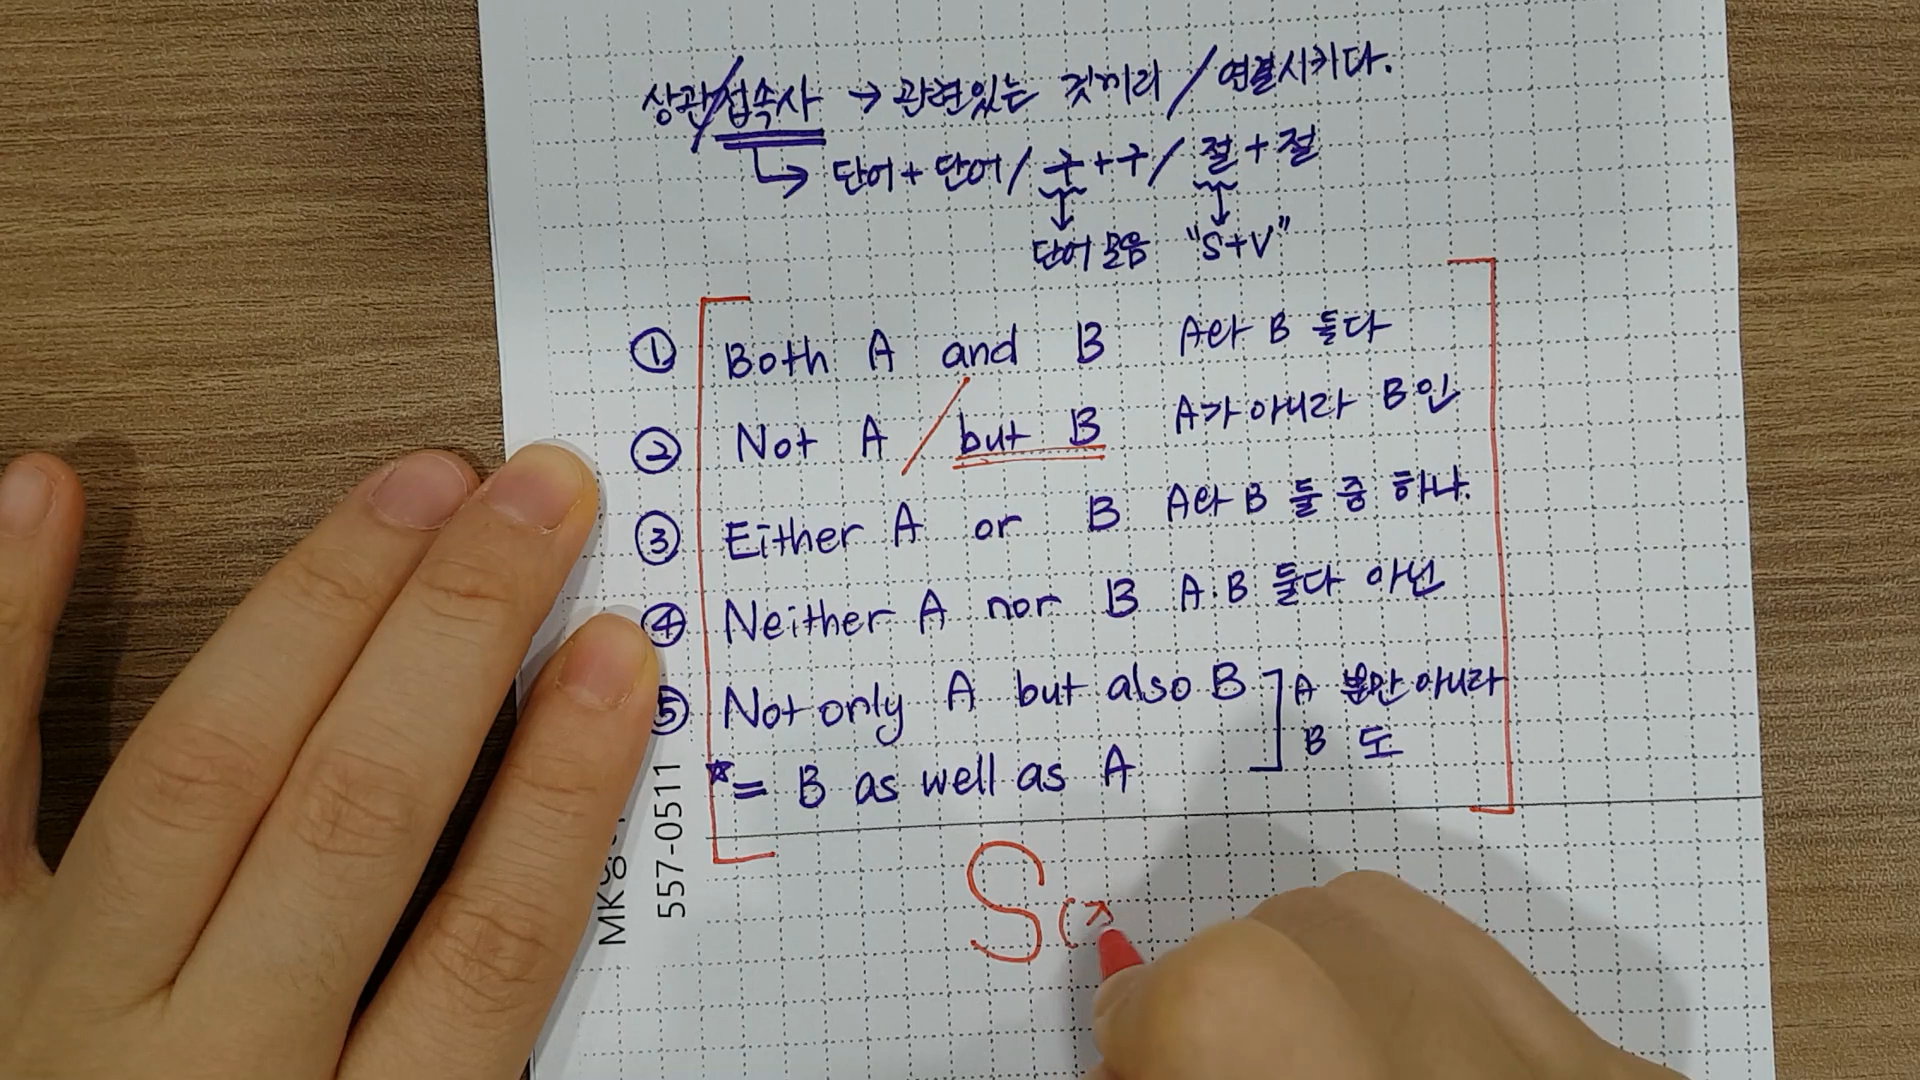 상관/접속사 → 관련있는 것끼리 / 연결시키다.
↳ 단어 + 단어 / 구 + 구 / 절 + 절
↓ ↓
단어 모음 "S+V"
① Both A and B A와 B 둘다
② Not A / but B A가 아니라 B인
③ Either A or B A와 B 둘 중 하나.
④ Neither A nor B A·B 둘다 아닌
⑤ Not only A but also B ] A 뿐만 아니라
☆= B as well as A B 도
S (
557-0511